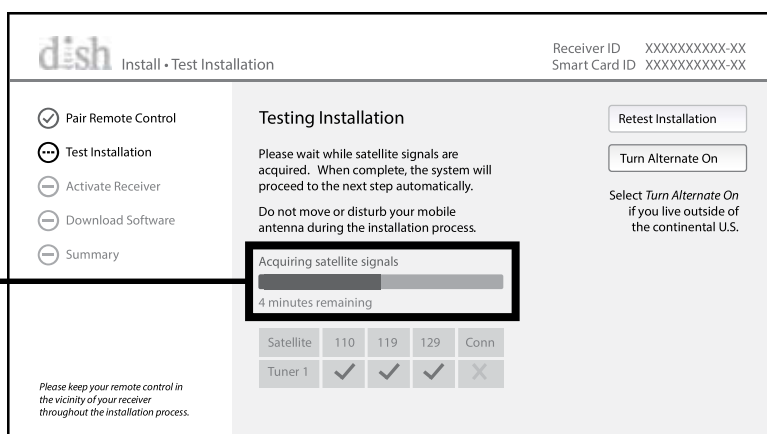 dish Install • Test Installation
Receiver ID XXXXXXXXXX-XX
Smart Card ID XXXXXXXXXX-XX
Pair Remote Control
Test Installation
Activate Receiver
Download Software
Summary
Please keep your remote control in
the vicinity of your receiver
throughout the installation process.
Testing Installation
Please wait while satellite signals are
acquired. When complete, the system will
proceed to the next step automatically.
Do not move or disturb your mobile
antenna during the installation process.
Acquiring satellite signals
4 minutes remaining
Satellite 110 119 129 Conn
Tuner 1 ✓ ✓ ✓ X
Retest Installation
Turn Alternate On
Select Turn Alternate On
if you live outside of
the continental U.S.